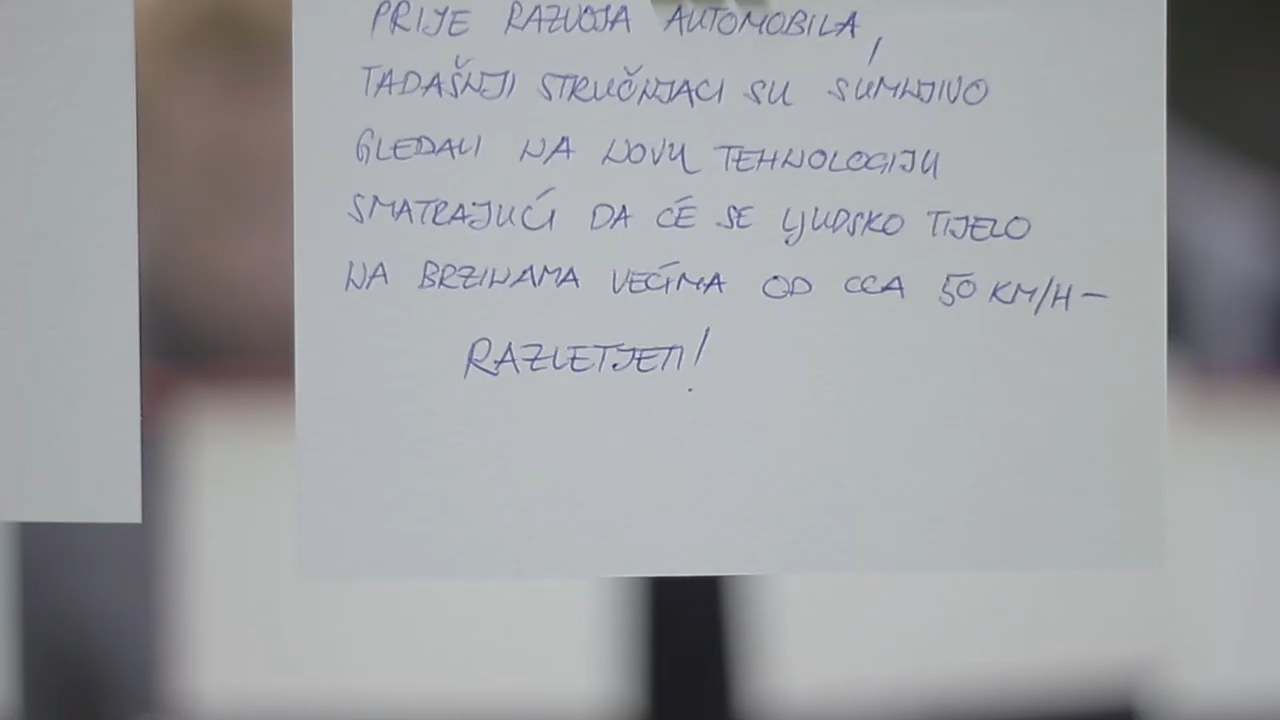 PRIJE RAZVOJA AUTOMOBILA,
TADAŠNJI STRUČNJACI SU SUMNJIVO
GLEDALI NA NOVU TEHNOLOGIJU
SMATRAJUĆI DA ĆE SE LJUDSKO TIJELO
NA BRZINAMA VEĆIMA OD CCA 50 KM/H –
RAZLETJETI!